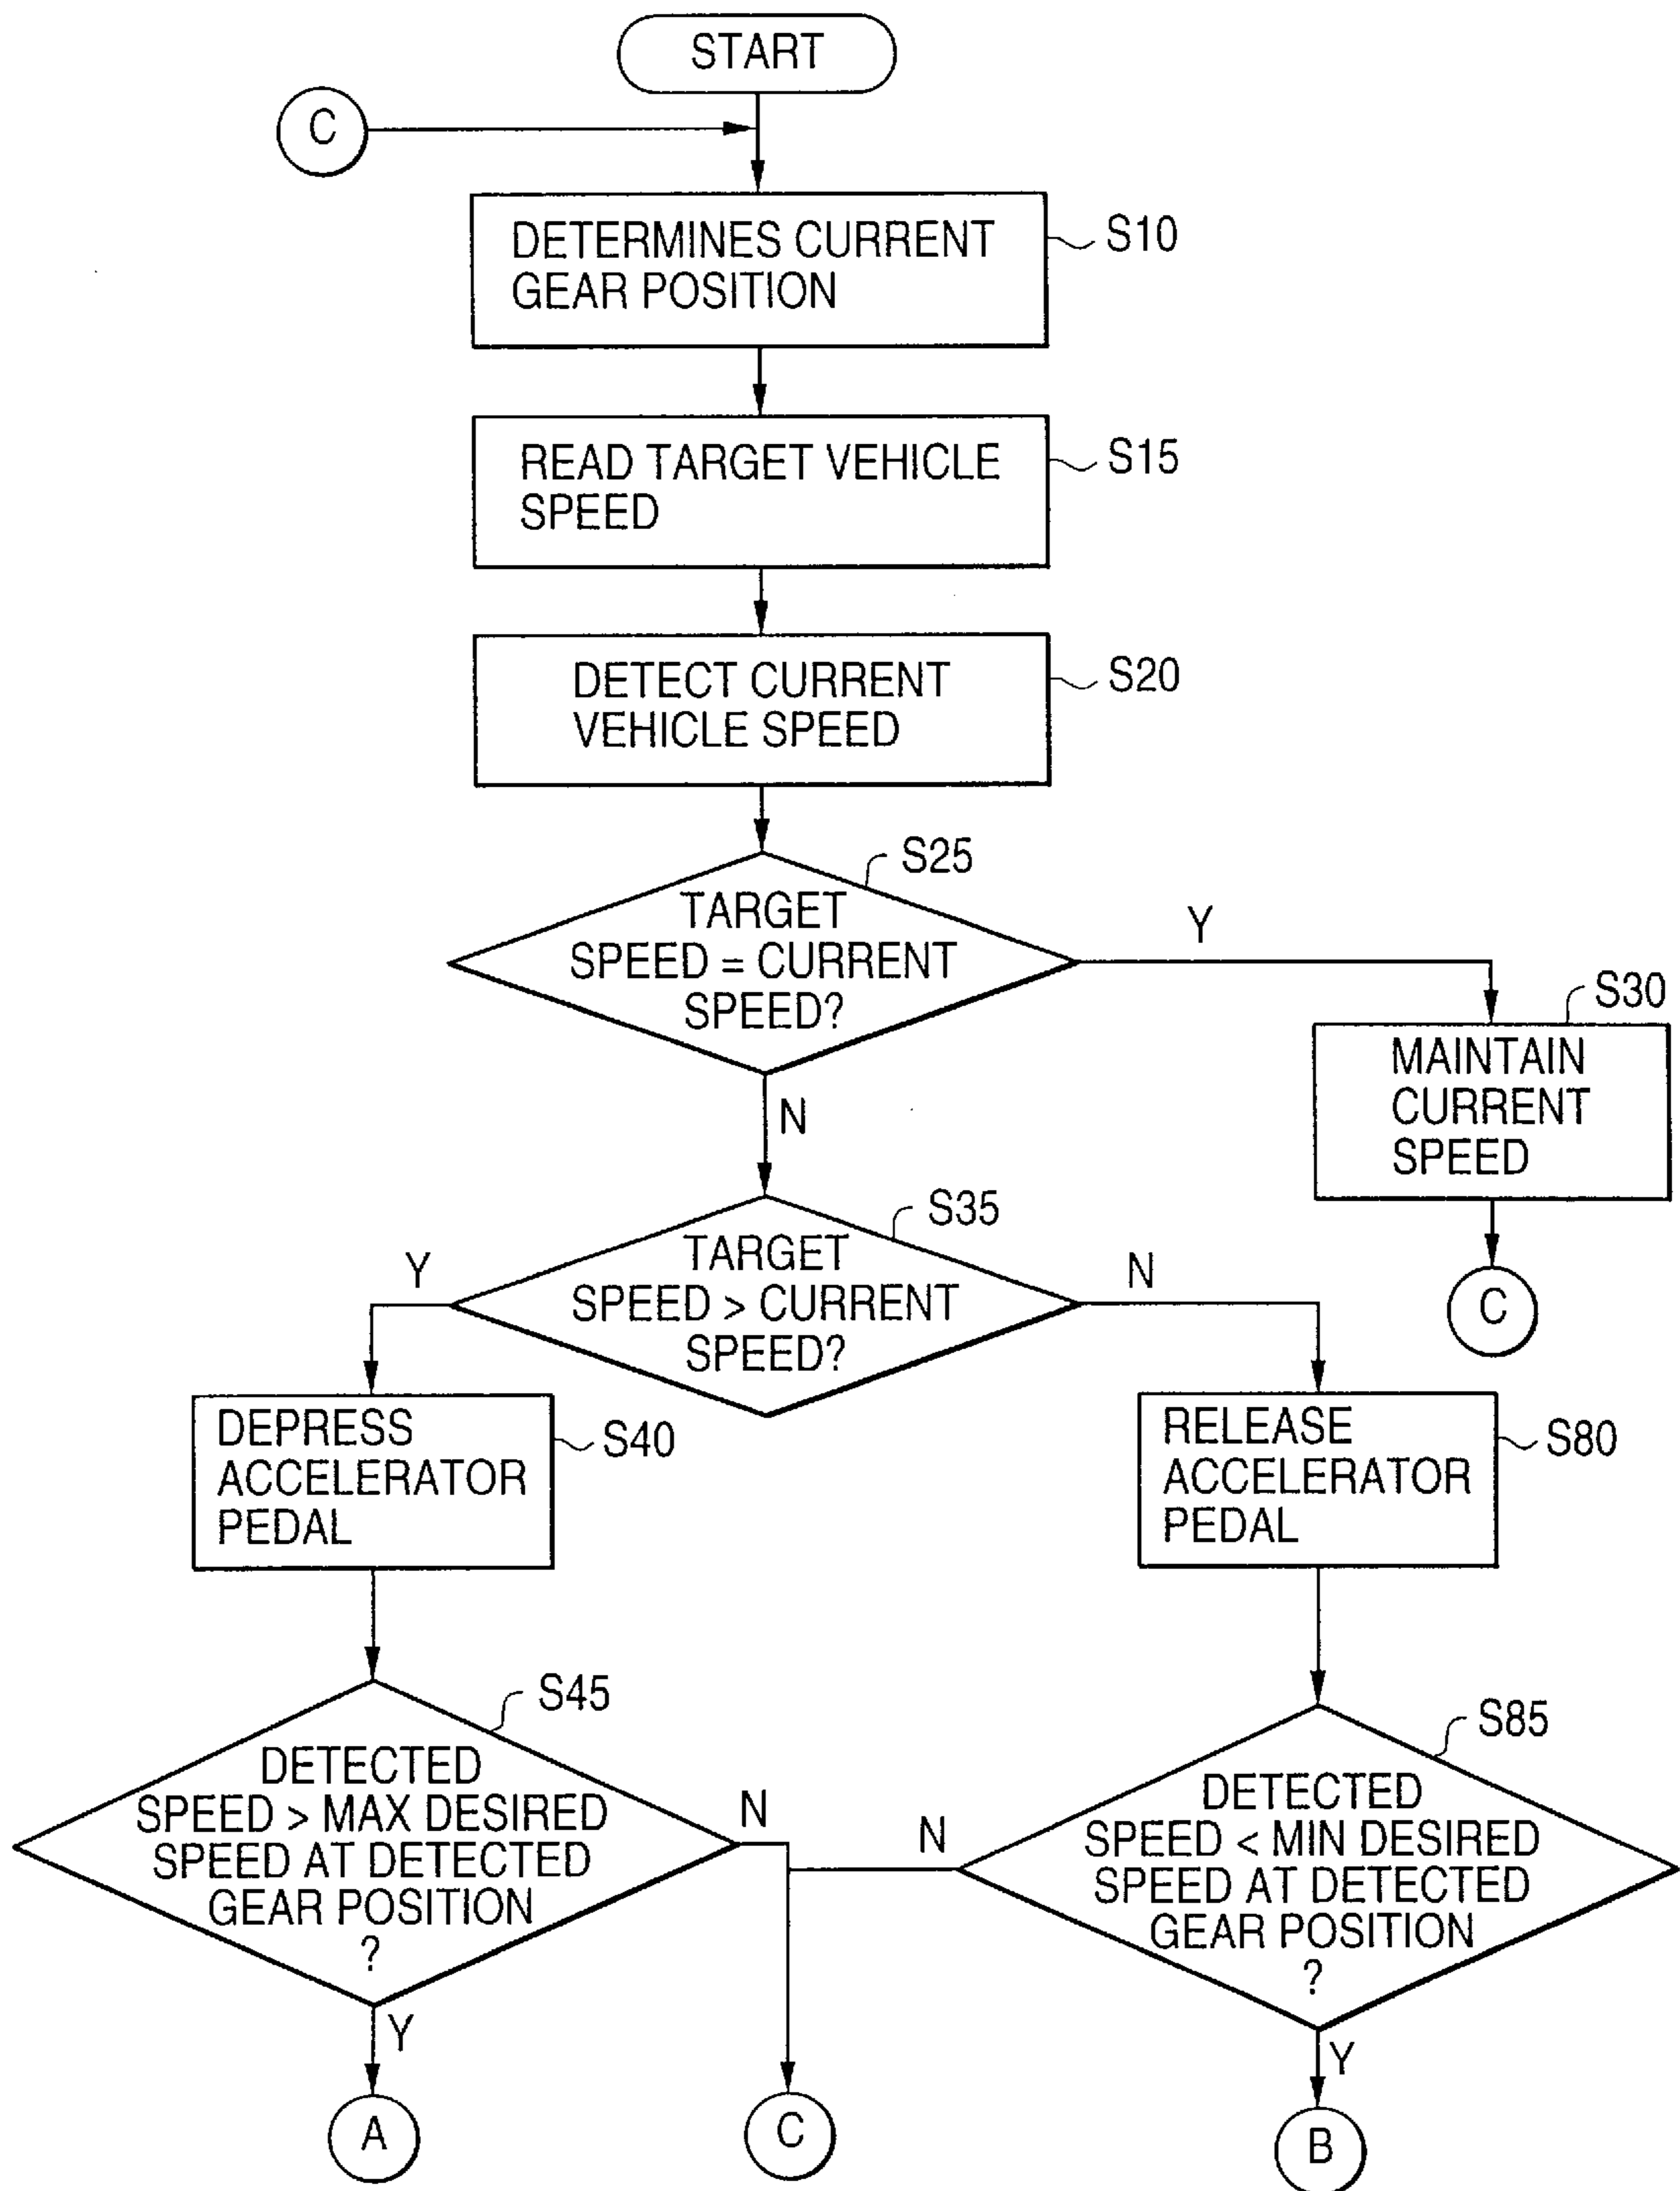 START
C
DETERMINES CURRENT
GEAR POSITION
S10
READ TARGET VEHICLE
SPEED
S15
DETECT CURRENT
VEHICLE SPEED
S20
S25
TARGET
SPEED = CURRENT
SPEED?
Y
N
S30
MAINTAIN
CURRENT
SPEED
C
S35
TARGET
SPEED > CURRENT
SPEED?
Y
N
DEPRESS
ACCELERATOR
PEDAL
S40
RELEASE
ACCELERATOR
PEDAL
S80
S45
DETECTED
SPEED > MAX DESIRED
SPEED AT DETECTED
GEAR POSITION
?
N
Y
S85
DETECTED
SPEED < MIN DESIRED
SPEED AT DETECTED
GEAR POSITION
?
N
Y
A
C
B